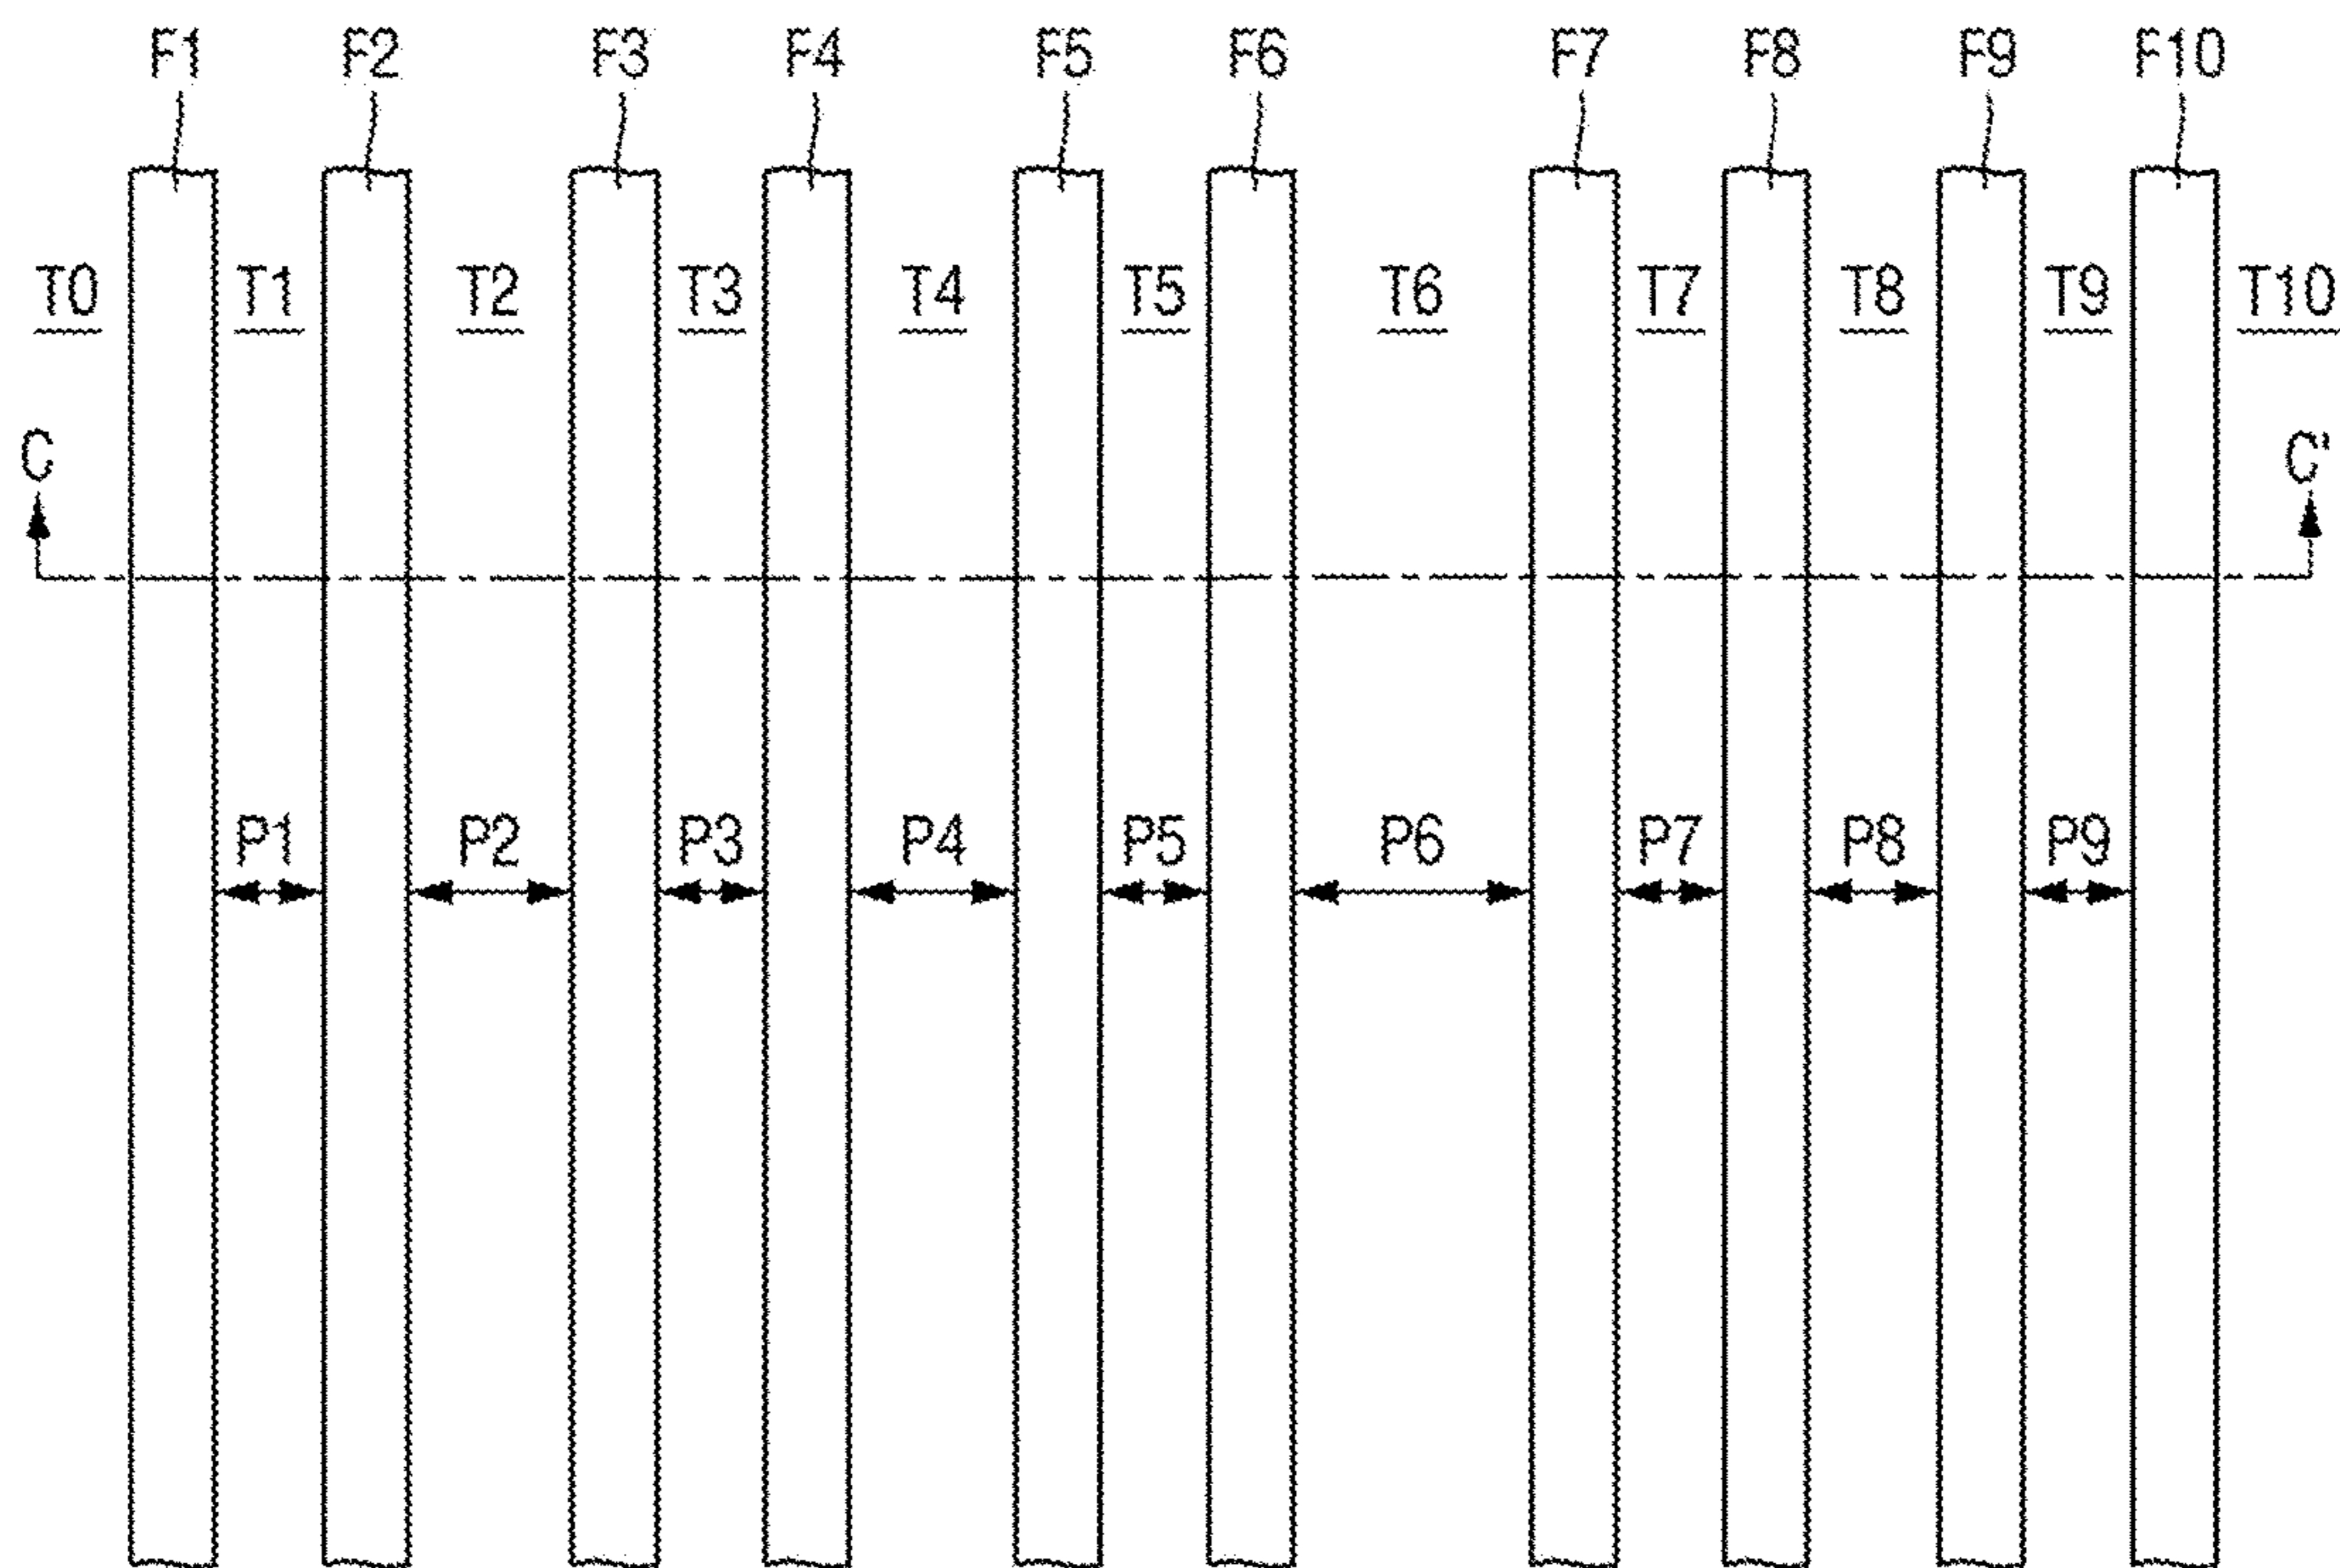 F1 F2 F3 F4 F5 F6 F7 F8 F9 F10
T0 T1 T2 T3 T4 T5 T6 T7 T8 T9 T10
C C'
P1 P2 P3 P4 P5 P6 P7 P8 P9